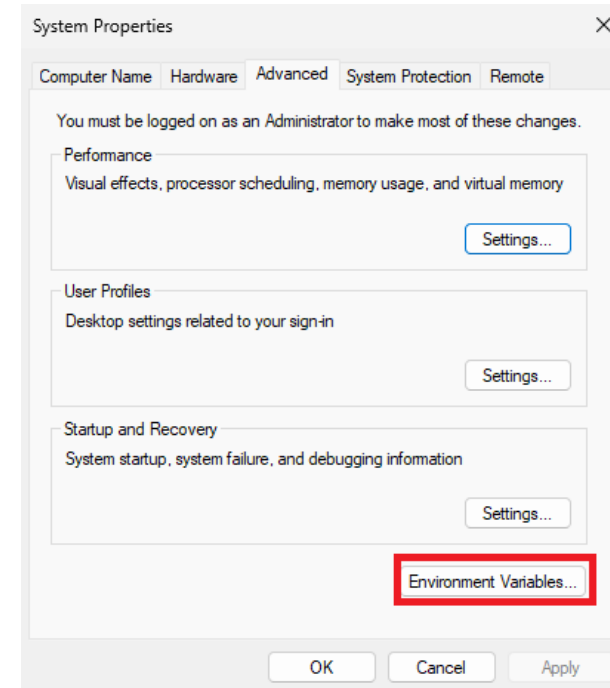 System Properties
Computer Name Hardware Advanced System Protection Remote
You must be logged on as an Administrator to make most of these changes.
Performance
Visual effects, processor scheduling, memory usage, and virtual memory
Settings...
User Profiles
Desktop settings related to your sign-in
Settings...
Startup and Recovery
System startup, system failure, and debugging information
Settings...
Environment Variables...
OK Cancel Apply